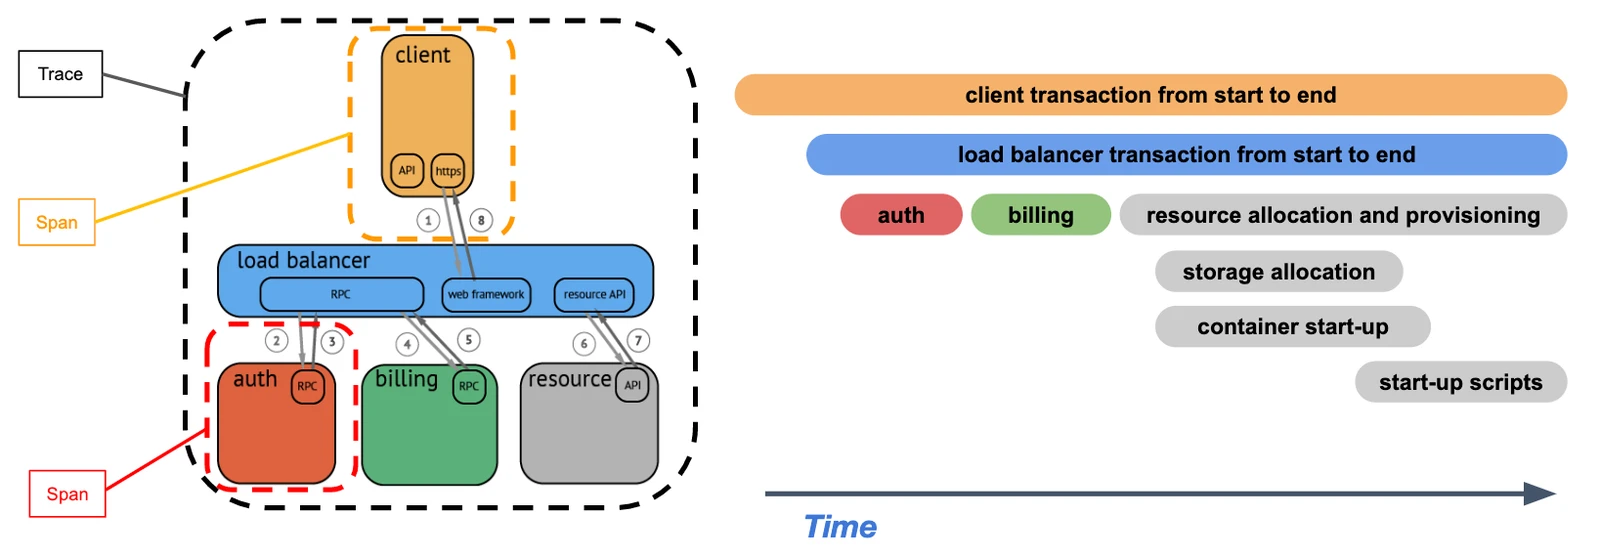 Trace
Span
Span
client
API
https
1
8
load balancer
RPC
web framework
resource API
2
3
4
5
6
7
auth
RPC
billing
RPC
resource
API
client transaction from start to end
load balancer transaction from start to end
auth
billing
resource allocation and provisioning
storage allocation
container start-up
start-up scripts
Time